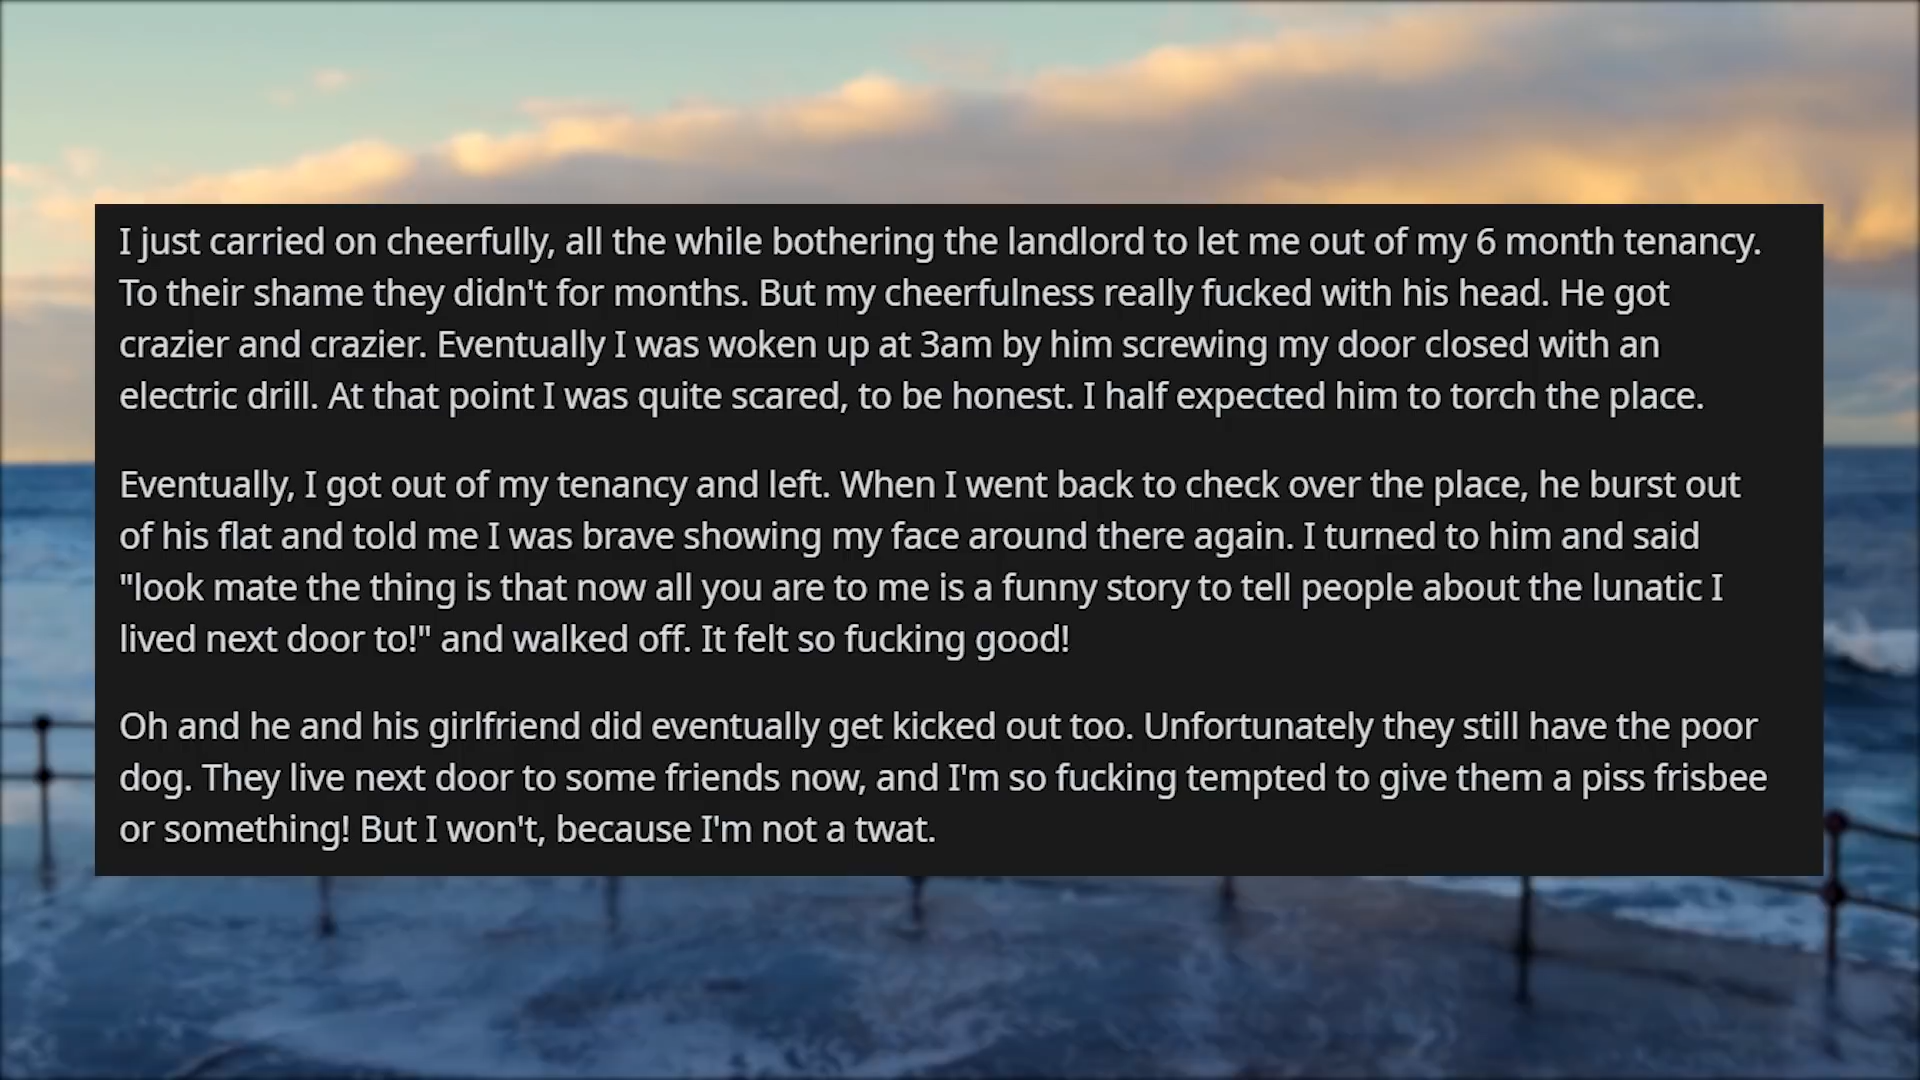 I just carried on cheerfully, all the while bothering the landlord to let me out of my 6 month tenancy.
To their shame they didn't for months. But my cheerfulness really fucked with his head. He got
crazier and crazier. Eventually I was woken up at 3am by him screwing my door closed with an
electric drill. At that point I was quite scared, to be honest. I half expected him to torch the place.
Eventually, I got out of my tenancy and left. When I went back to check over the place, he burst out
of his flat and told me I was brave showing my face around there again. I turned to him and said
"look mate the thing is that now all you are to me is a funny story to tell people about the lunatic I
lived next door to!" and walked off. It felt so fucking good!
Oh and he and his girlfriend did eventually get kicked out too. Unfortunately they still have the poor
dog. They live next door to some friends now, and I'm so fucking tempted to give them a piss frisbee
or something! But I won't, because I'm not a twat.